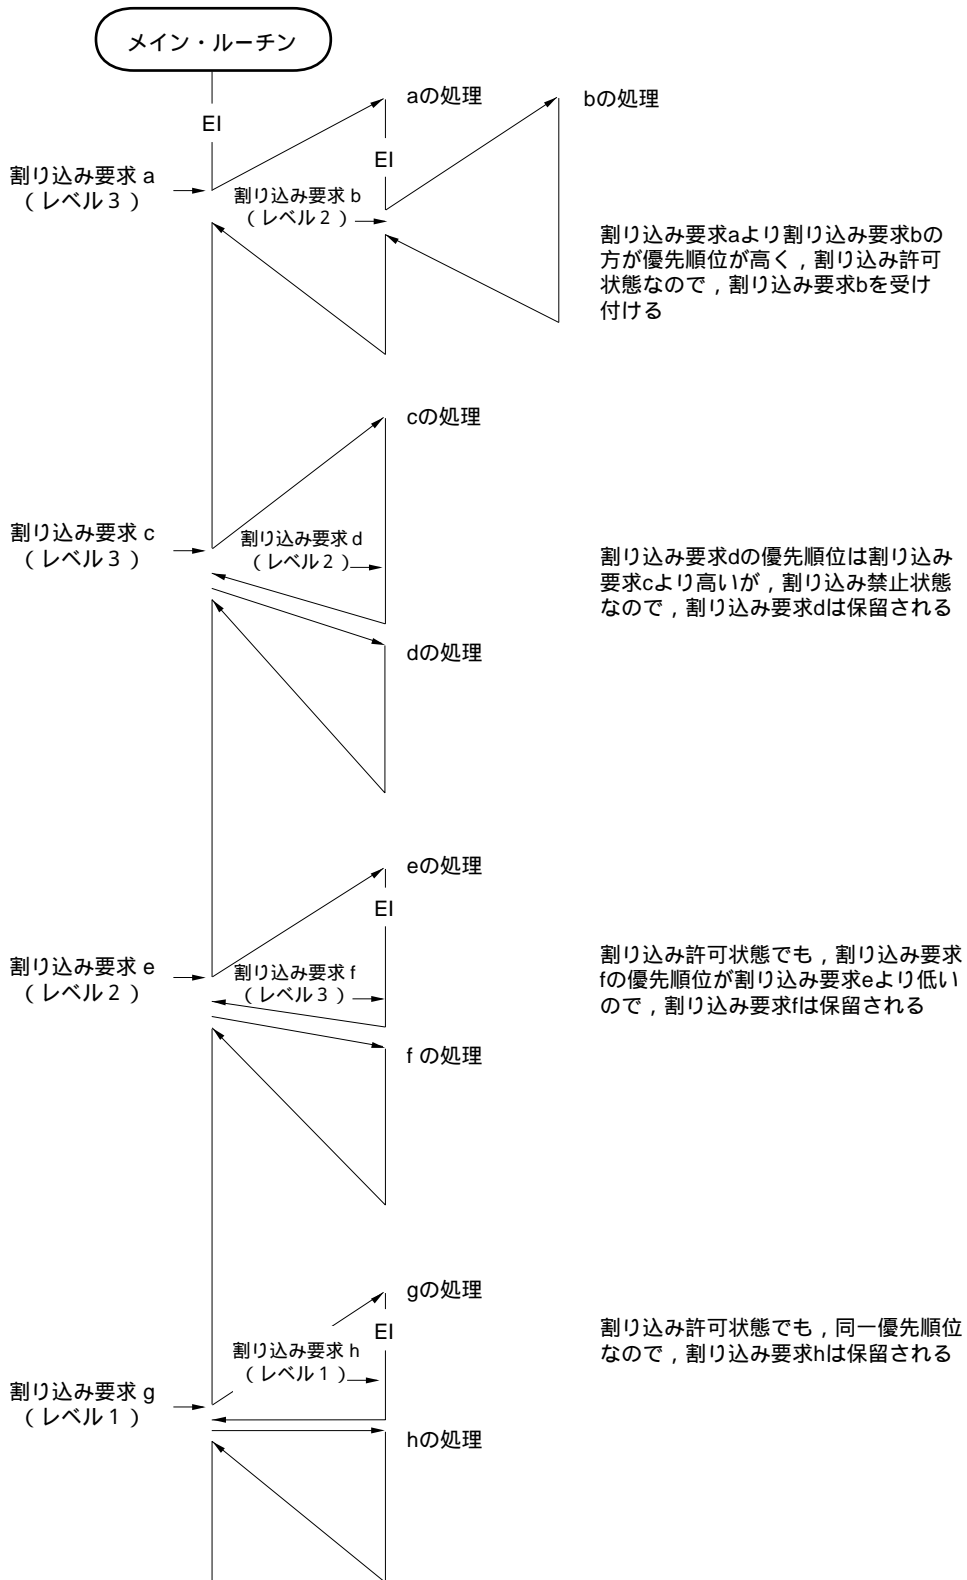 メイン・ルーチン
EI
aの処理
bの処理
EI
割り込み要求 a
（レベル３）
割り込み要求 b
（レベル２）
割り込み要求aより割り込み要求bの
方が優先順位が高く，割り込み許可
状態なので，割り込み要求bを受け
付ける
cの処理
割り込み要求 c
（レベル３）
割り込み要求 d
（レベル２）
割り込み要求dの優先順位は割り込み
要求cより高いが，割り込み禁止状態
なので，割り込み要求dは保留される
dの処理
eの処理
EI
割り込み要求 e
（レベル２）
割り込み要求 f
（レベル３）
割り込み許可状態でも，割り込み要求
fの優先順位が割り込み要求eより低い
ので，割り込み要求fは保留される
f の処理
gの処理
EI
割り込み要求 h
（レベル１）
割り込み許可状態でも，同一優先順位
なので，割り込み要求hは保留される
割り込み要求 g
（レベル１）
hの処理